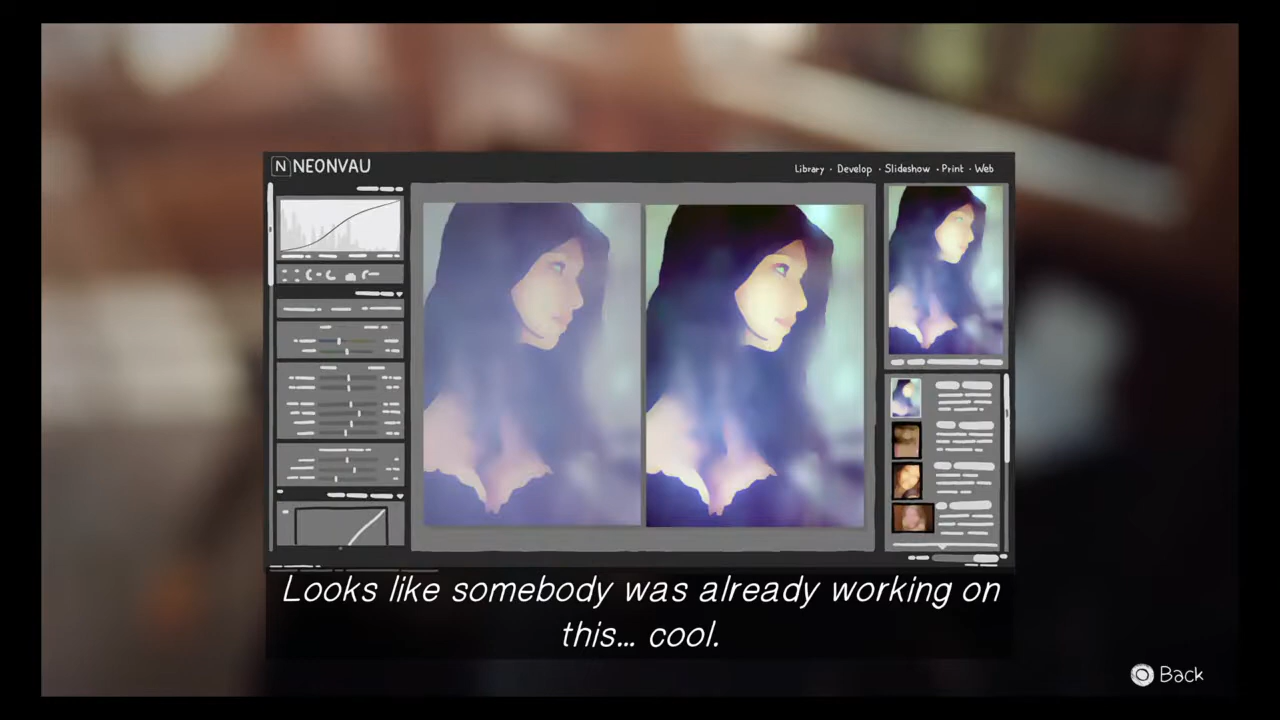 N NEONVAU
Library · Develop · Slideshow · Print · Web
Looks like somebody was already working on
this... cool.
Back